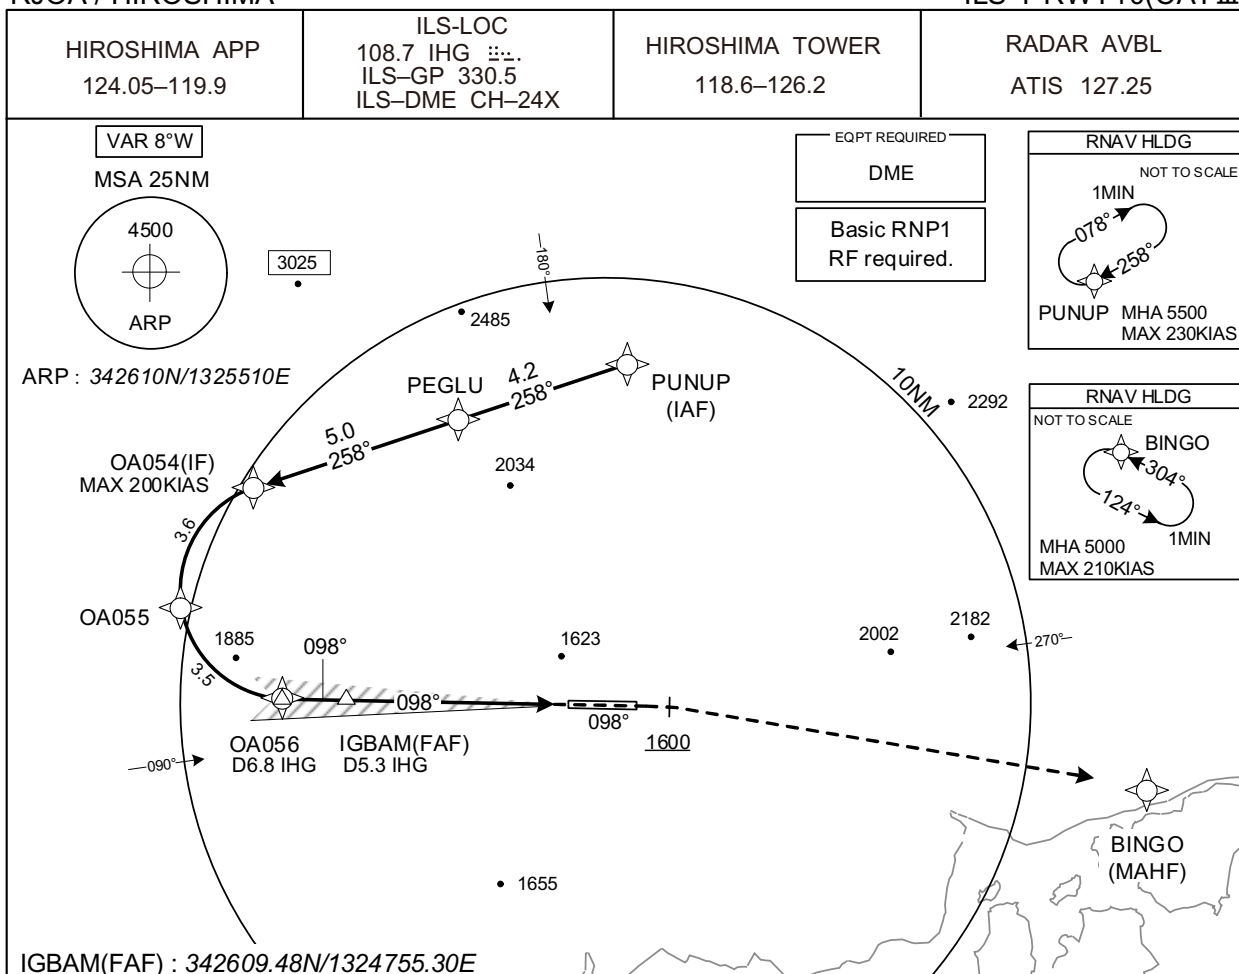 RJOA / HIROSHIMA
HIROSHIMA APP
124.05–119.9
ILS-LOC
108.7 IHG
ILS–GP 330.5
ILS–DME CH–24X
HIROSHIMA TOWER
118.6–126.2
RADAR AVBL
ATIS 127.25
VAR 8°W
MSA 25NM
4500
ARP
3025
ARP : 342610N/1325510E
EQPT REQUIRED
DME
Basic RNP1
RF required.
RNAV HLDG
NOT TO SCALE
1MIN
078°
258°
PUNUP
MHA 5500
MAX 230KIAS
RNAV HLDG
NOT TO SCALE
BINGO
304°
124°
1MIN
MHA 5000
MAX 210KIAS
180°
2485
PEGLU
4.2
258°
PUNUP
(IAF)
10NM
2292
5.0
258°
OA054(IF)
MAX 200KIAS
2034
3.6
OA055
1885
098°
1623
2002
2182
270°
3.5
098°
098°
1600
OA056
D6.8 IHG
IGBAM(FAF)
D5.3 IHG
090°
BINGO
(MAHF)
1655
IGBAM(FAF) : 342609.48N/1324755.30E